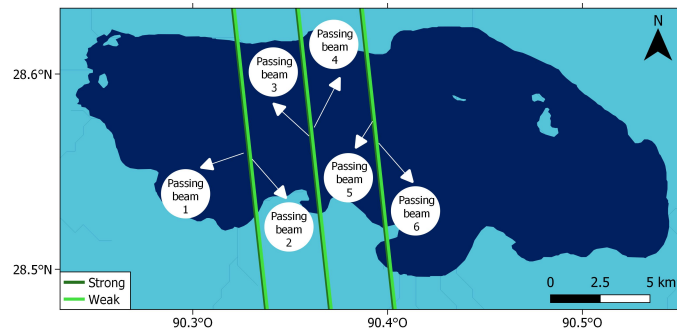 N
28.6°N
28.5°N
Passing
beam
3
Passing
beam
4
Passing
beam
1
Passing
beam
2
Passing
beam
5
Passing
beam
6
Strong
Weak
0 2.5 5 km
90.3°O 90.4°O 90.5°O